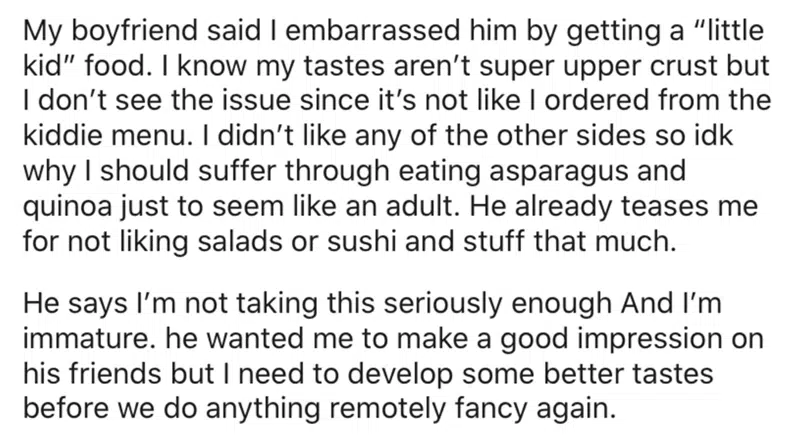 My boyfriend said I embarrassed him by getting a “little
kid” food. I know my tastes aren’t super upper crust but
I don’t see the issue since it’s not like I ordered from the
kiddie menu. I didn’t like any of the other sides so idk
why I should suffer through eating asparagus and
quinoa just to seem like an adult. He already teases me
for not liking salads or sushi and stuff that much.
He says I’m not taking this seriously enough And I’m
immature. he wanted me to make a good impression on
his friends but I need to develop some better tastes
before we do anything remotely fancy again.